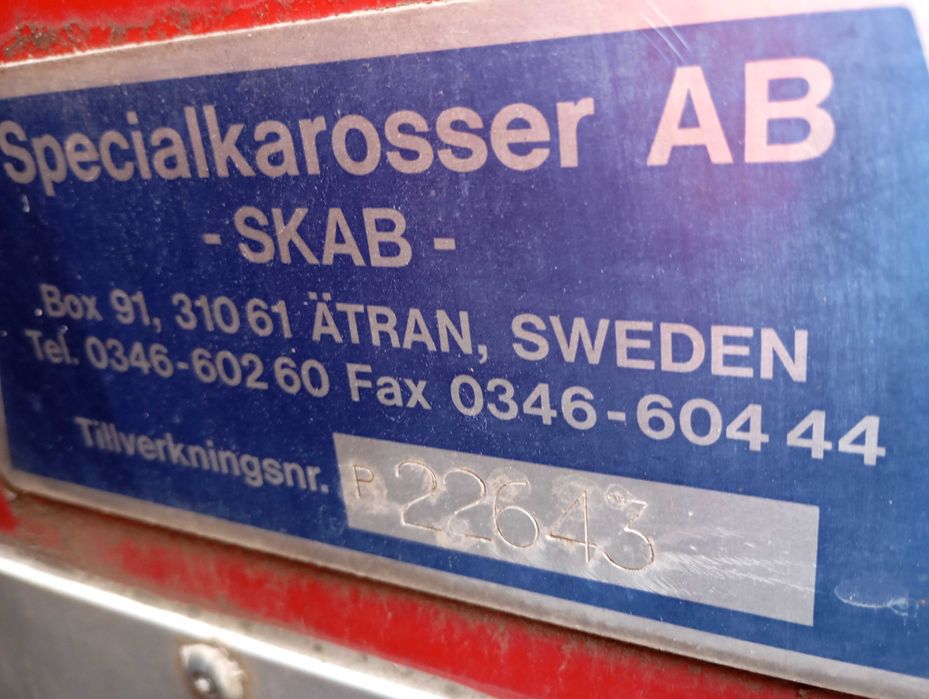 Specialkarosser AB
- SKAB -
Box 91, 310 61 ÄTRAN, SWEDEN
Tel. 0346-602 60 Fax 0346-604 44
Tillverkningsnr. P 22643